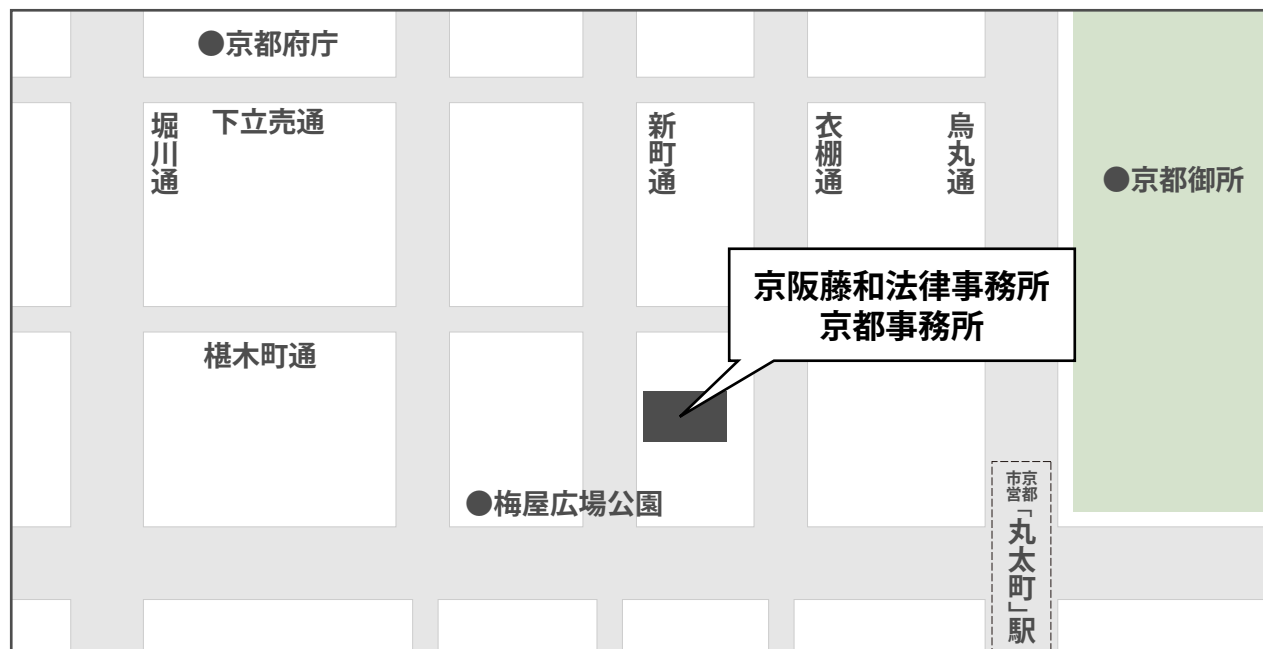 ●京都府庁
堀川通
下立売通
新町通
衣棚通
烏丸通
●京都御所
京阪藤和法律事務所
京都事務所
椹木町通
●梅屋広場公園
京都
市営
「丸太町」駅